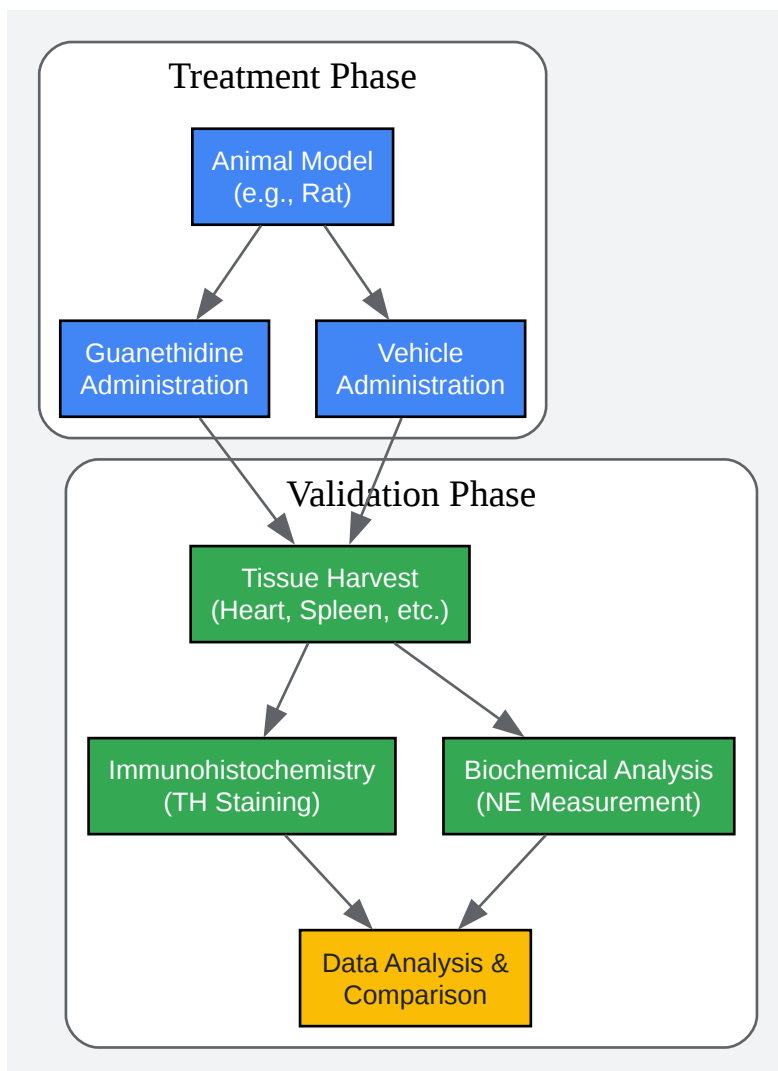 Treatment Phase
Animal Model
(e.g., Rat)
Guanethidine
Administration
Vehicle
Administration
Validation Phase
Tissue Harvest
(Heart, Spleen, etc.)
Immunohistochemistry
(TH Staining)
Biochemical Analysis
(NE Measurement)
Data Analysis &
Comparison